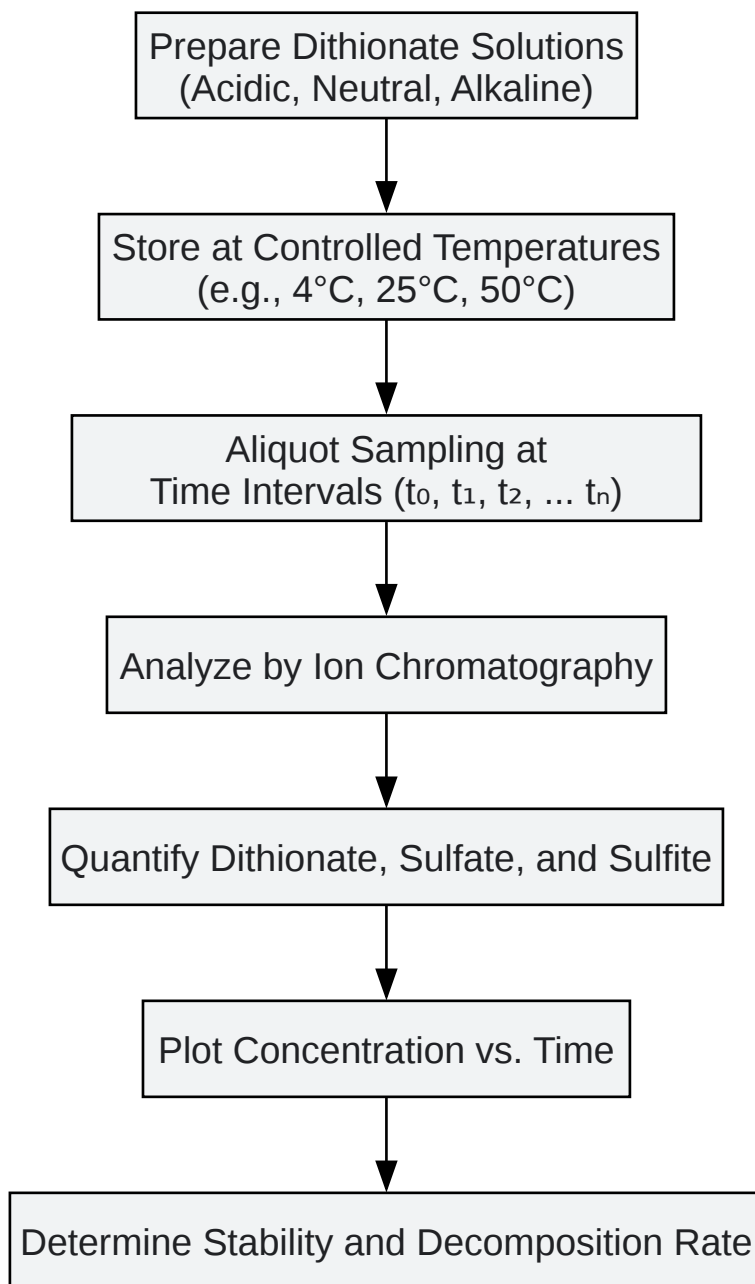 Prepare Dithionate Solutions
(Acidic, Neutral, Alkaline)
Store at Controlled Temperatures
(e.g., 4°C, 25°C, 50°C)
Aliquot Sampling at
Time Intervals (t₀, t₁, t₂, ... tₙ)
Analyze by Ion Chromatography
Quantify Dithionate, Sulfate, and Sulfite
Plot Concentration vs. Time
Determine Stability and Decomposition Rate